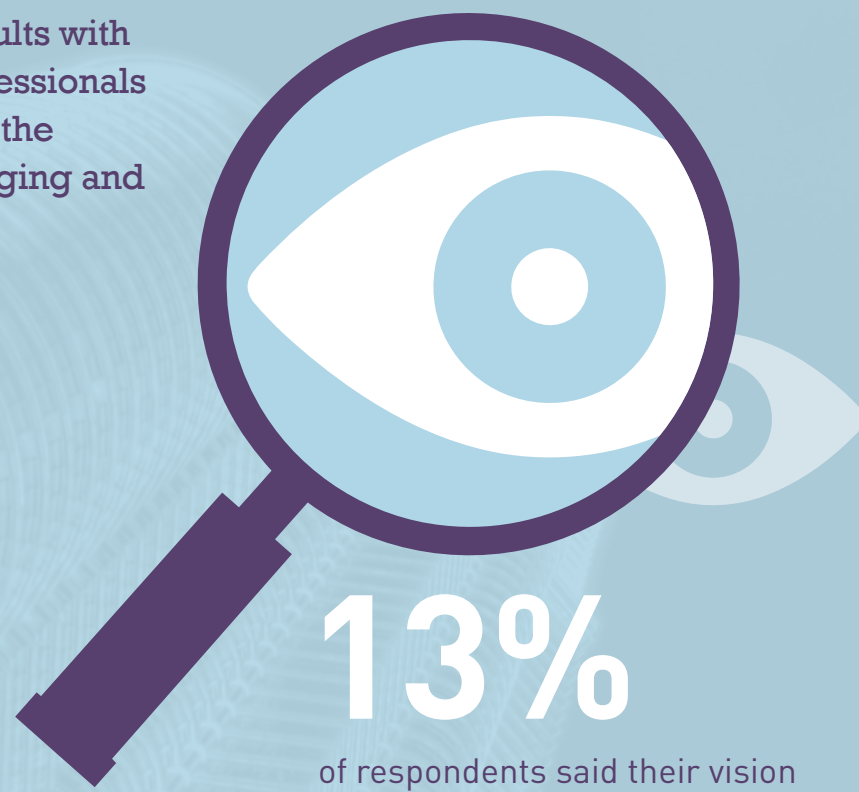 ults with
essionals
the
ging and
13%
of respondents said their vision